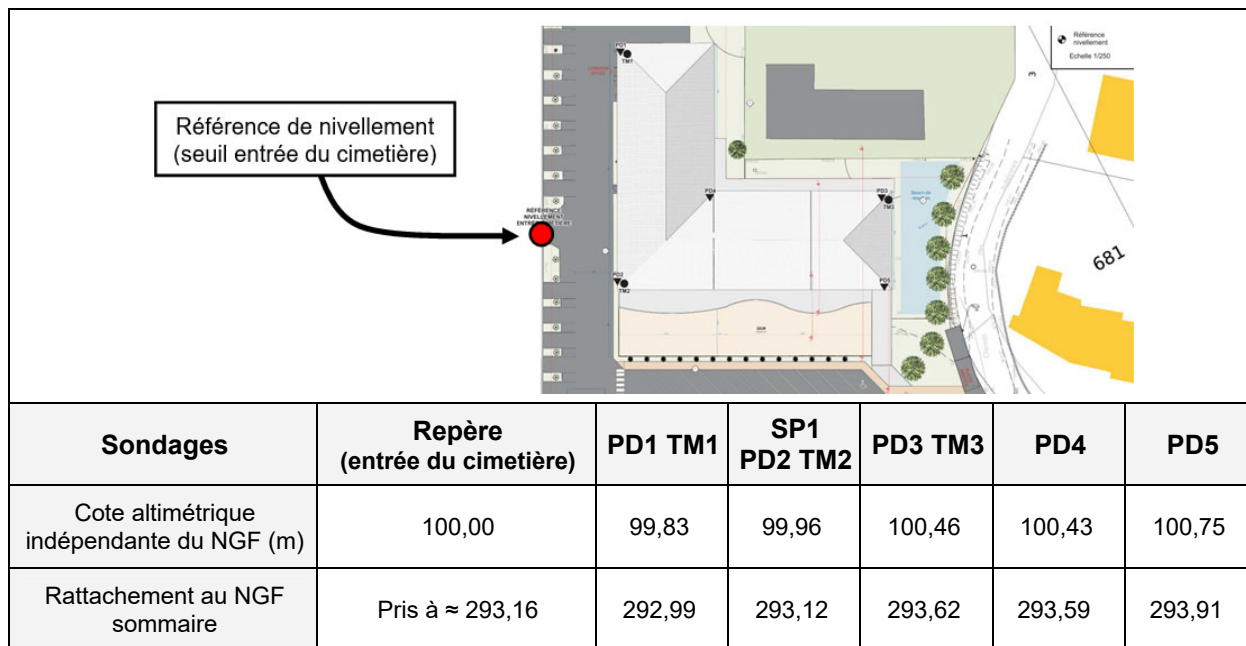 Référence
nivellement
Echelle 1/250
Référence de nivellement
(seuil entrée du cimetière)
PD1
TM1
3
PD4
PD3
TM3
RÉFÉRENCE
NIVELLEMENT
681
PD2
TM2
PD5
Sondages
Repère
(entrée du cimetière)
PD1 TM1
SP1
PD2 TM2
PD3 TM3
PD4
PD5
Cote altimétrique
indépendante du NGF (m)
100,00
99,83
99,96
100,46
100,43
100,75
Rattachement au NGF
sommaire
Pris à ≈ 293,16
292,99
293,12
293,62
293,59
293,91